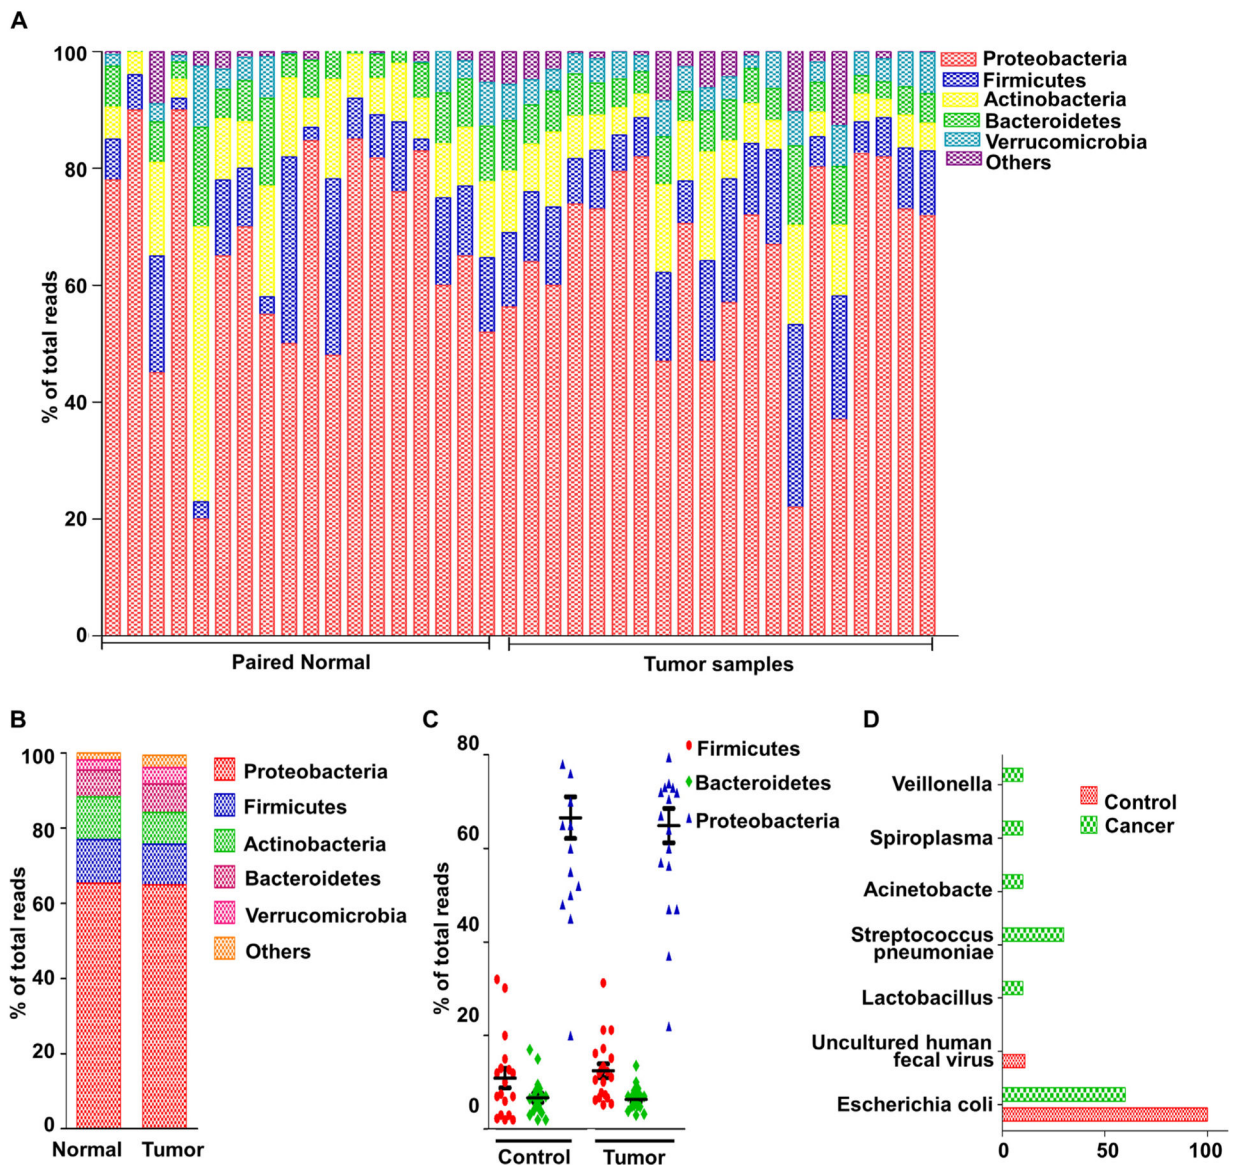 A
% of total reads
100
80
60
40
20
0
Paired Normal
Tumor samples
Proteobacteria
Firmicutes
Actinobacteria
Bacteroidetes
Verrucomicrobia
Others
B
% of total reads
100
80
60
40
20
0
Normal
Tumor
Proteobacteria
Firmicutes
Actinobacteria
Bacteroidetes
Verrucomicrobia
Others
C
% of total reads
80
60
40
20
0
Control
Tumor
Firmicutes
Bacteroidetes
Proteobacteria
D
Veillonella
Spiroplasma
Acinetobacte
Streptococcus
pneumoniae
Lactobacillus
Uncultured human
fecal virus
Escherichia coli
0
50
100
Control
Cancer